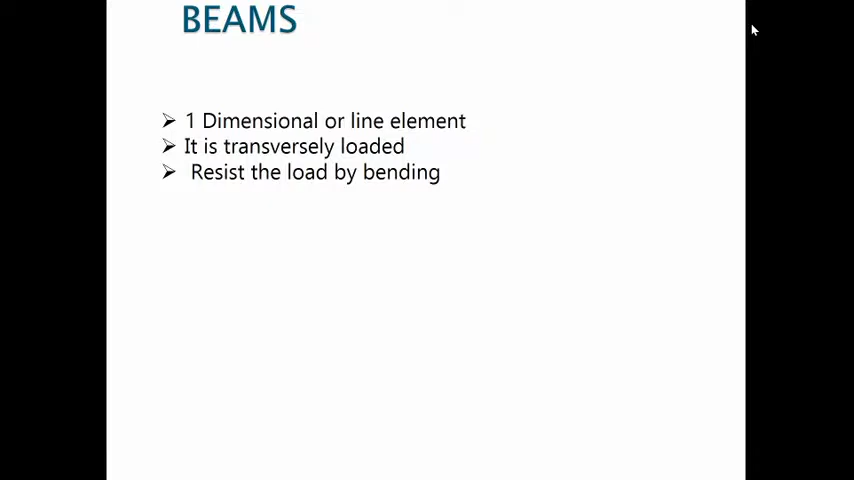 BEAMS
➢ 1 Dimensional or line element
➢ It is transversely loaded
➢ Resist the load by bending